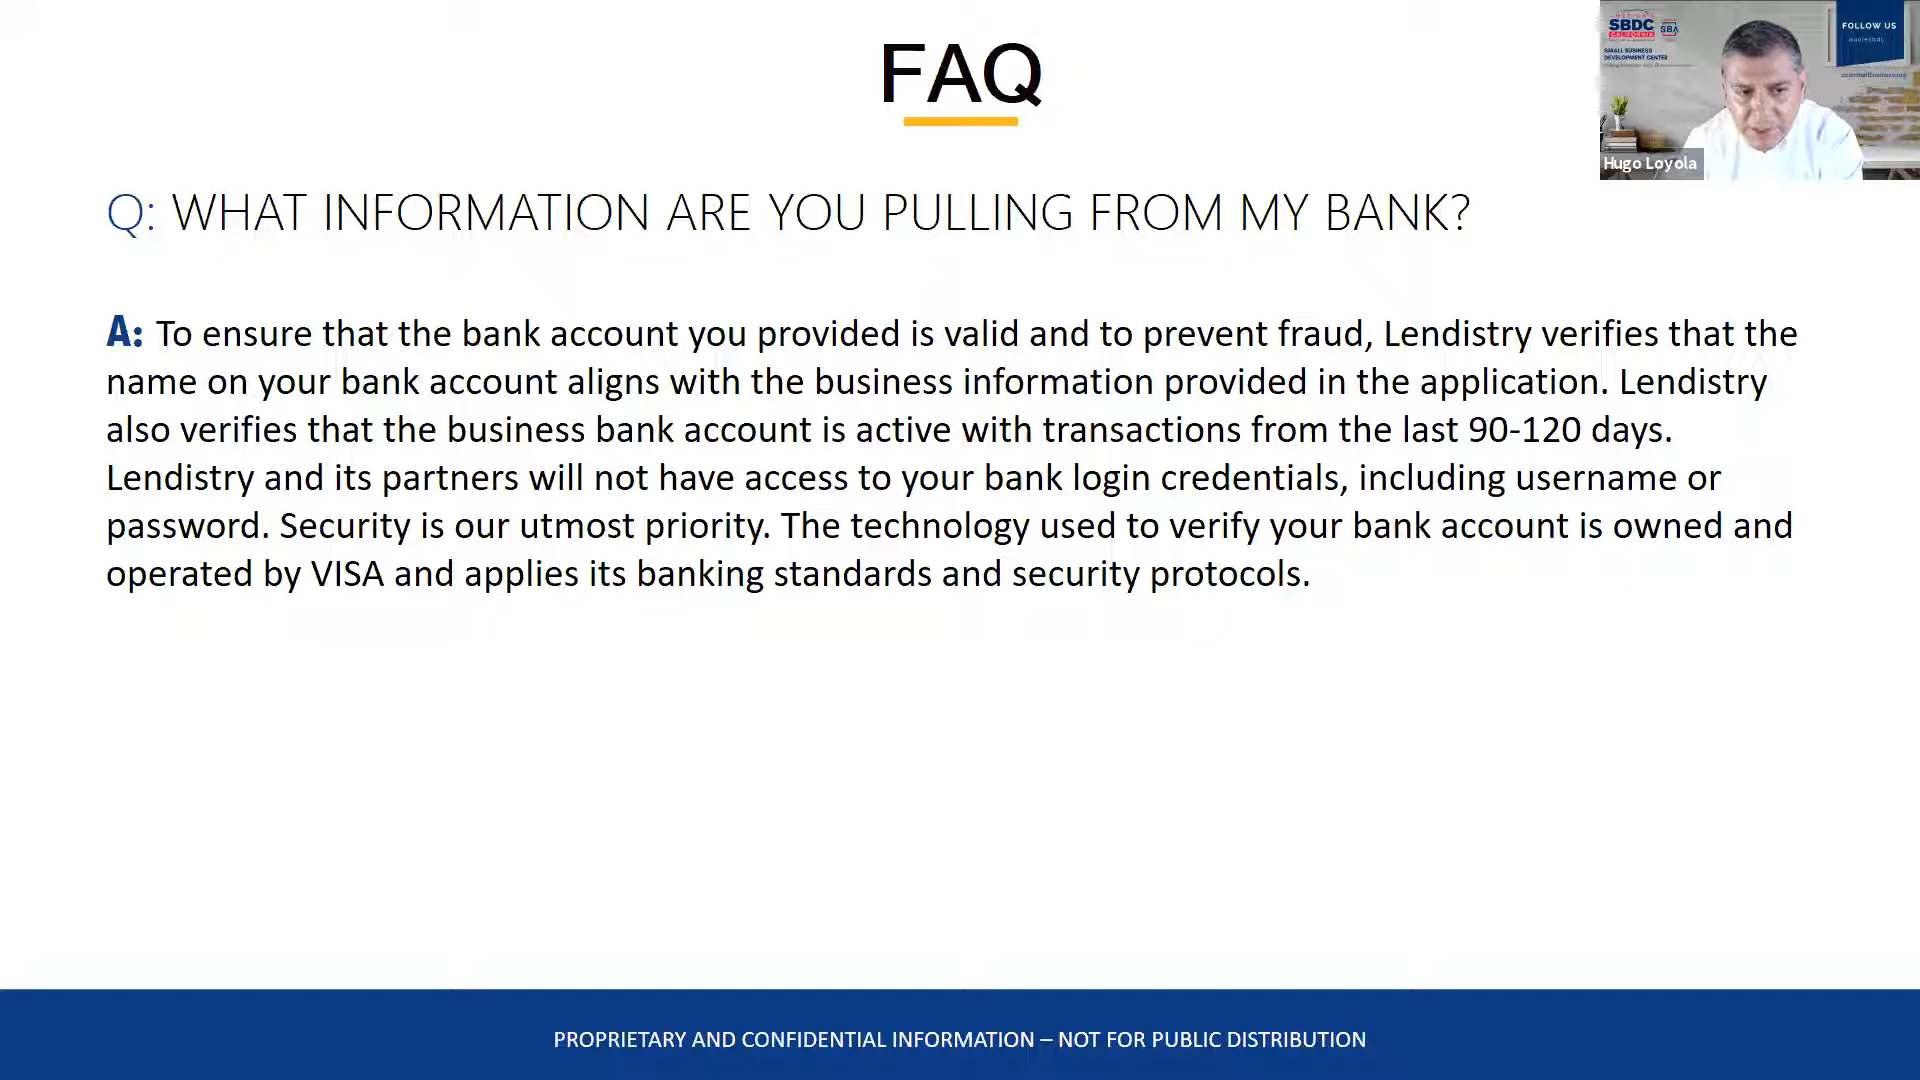 FAQ
Q: WHAT INFORMATION ARE YOU PULLING FROM MY BANK?
A: To ensure that the bank account you provided is valid and to prevent fraud, Lendistry verifies that the
name on your bank account aligns with the business information provided in the application. Lendistry
also verifies that the business bank account is active with transactions from the last 90-120 days.
Lendistry and its partners will not have access to your bank login credentials, including username or
password. Security is our utmost priority. The technology used to verify your bank account is owned and
operated by VISA and applies its banking standards and security protocols.
PROPRIETARY AND CONFIDENTIAL INFORMATION – NOT FOR PUBLIC DISTRIBUTION
SBDC
CALIFORNIA
SBA
SMALL BUSINESS
DEVELOPMENT CENTER
FOLLOW US
Hugo Loyola